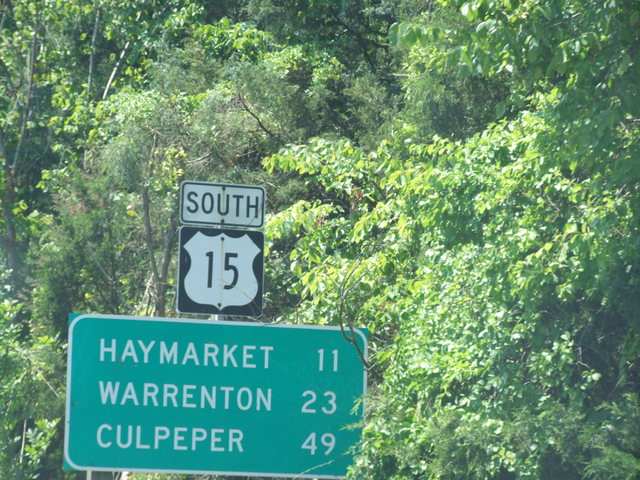 SOUTH
15
HAYMARKET 11
WARRENTON 23
CULPEPER 49